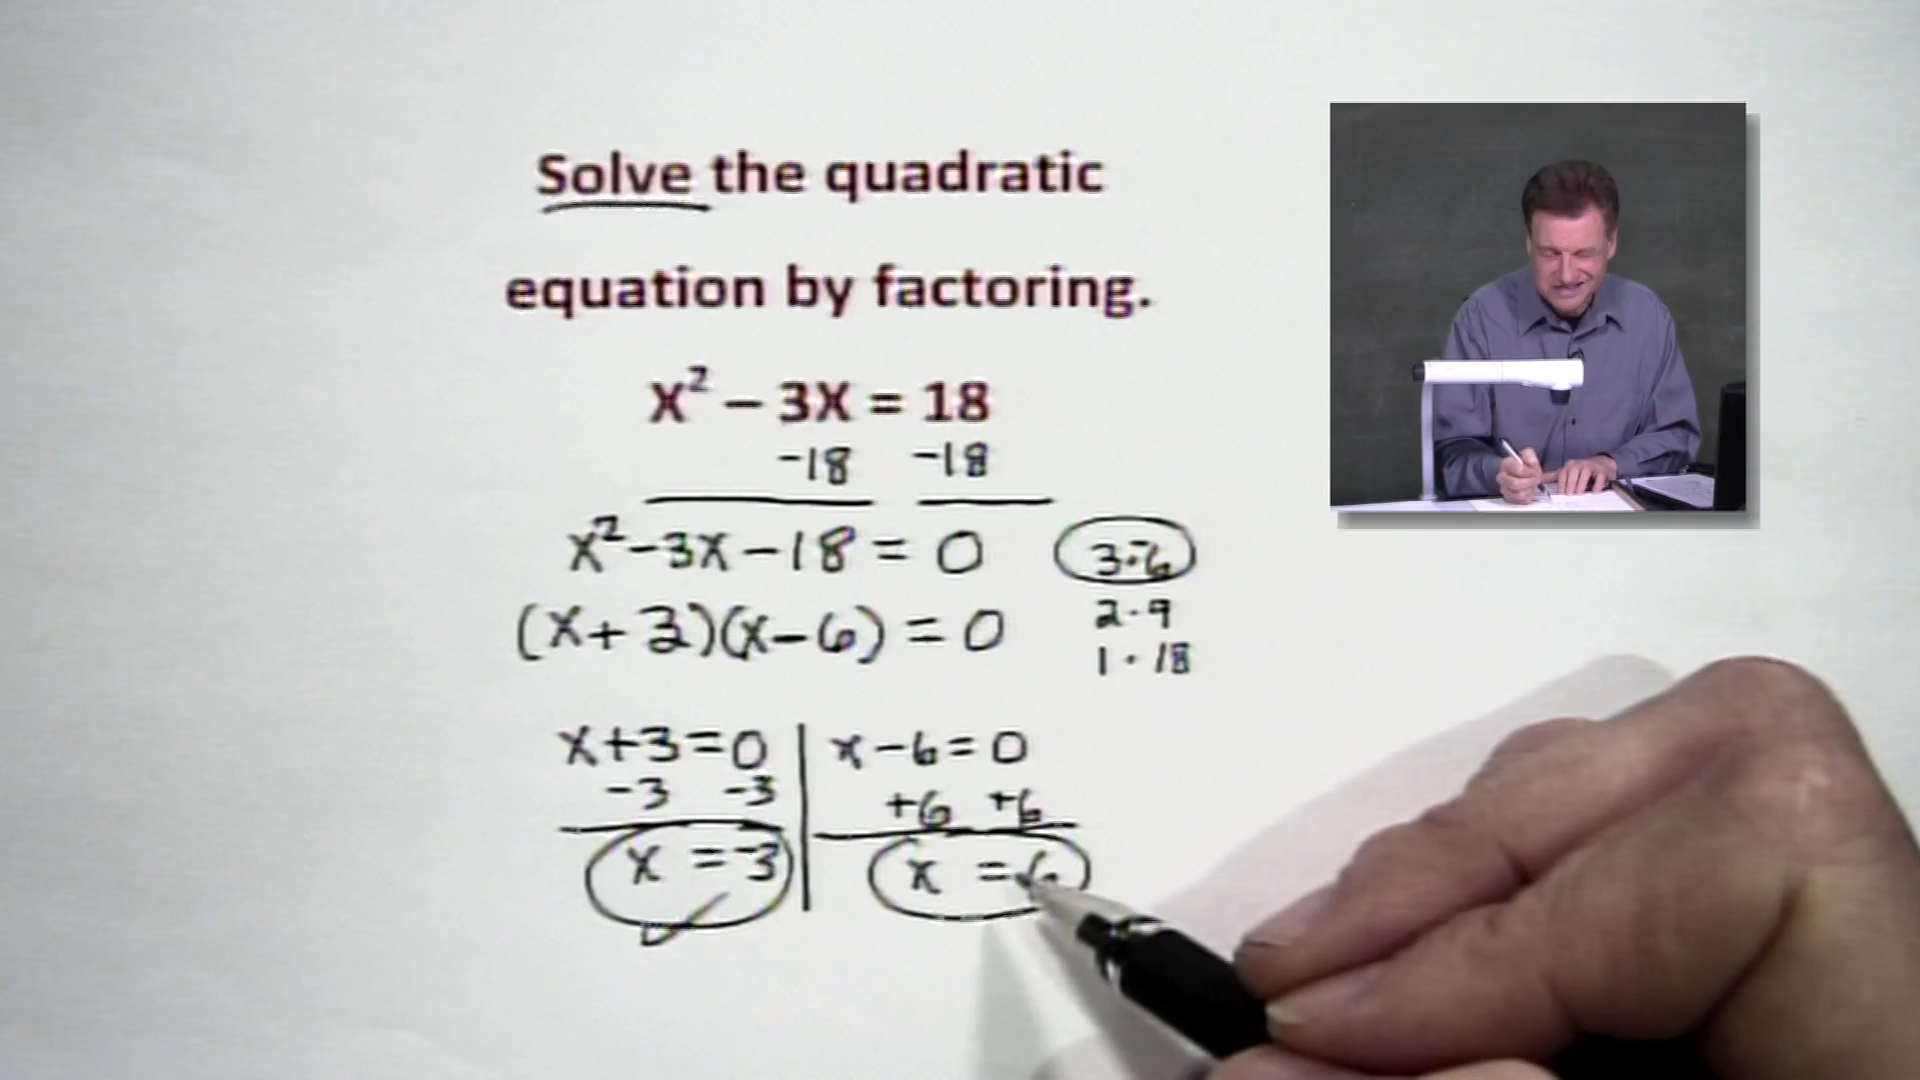 Solve the quadratic
equation by factoring.
x² – 3x = 18
-18 -18
x²-3x-18 = 0
(x+3)(x-6) = 0
3·-6
2·9
1·18
x+3=0
-3 -3
x =-3
x-6=0
+6 +6
x =6